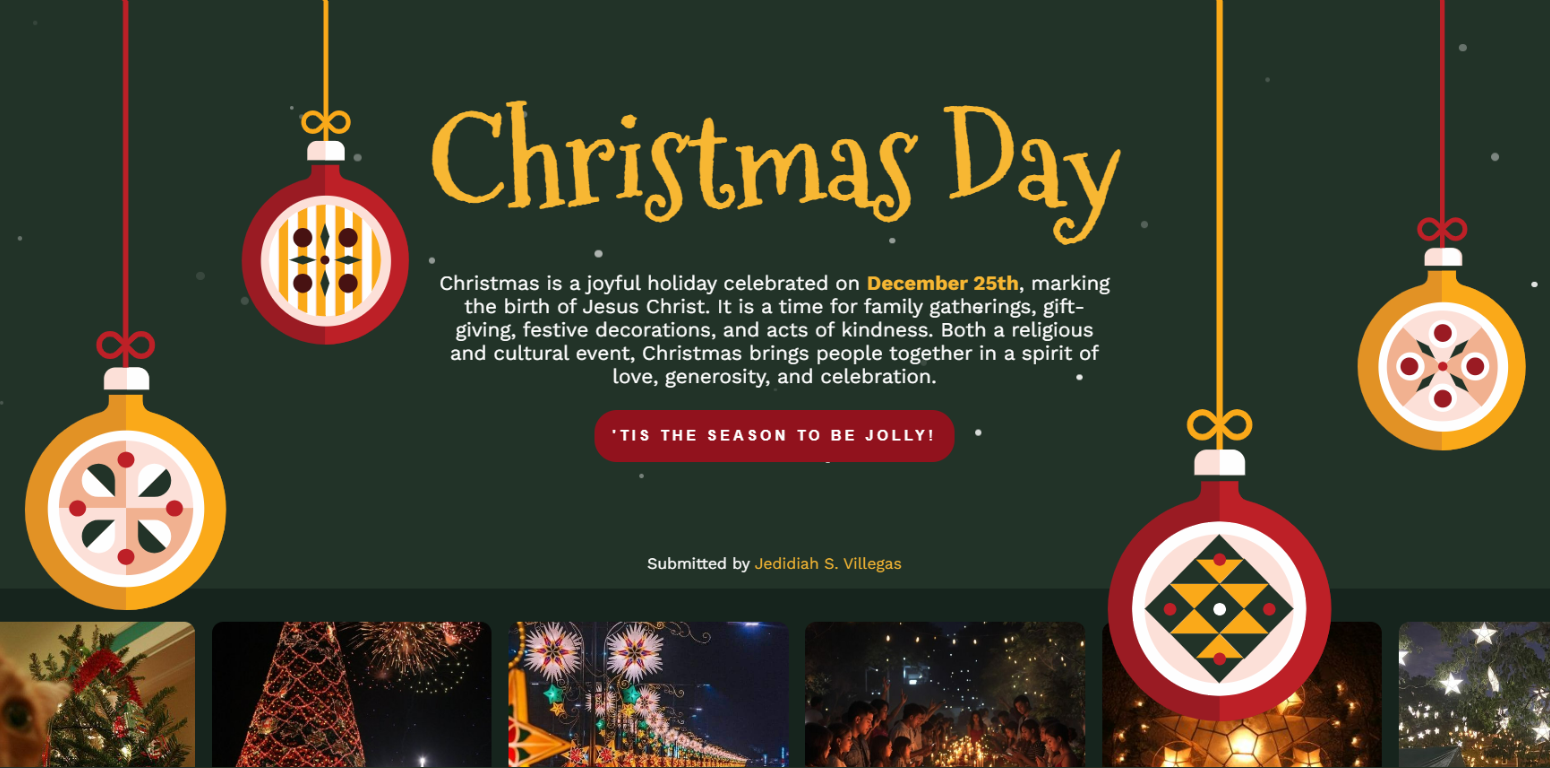 Christmas Day
Christmas is a joyful holiday celebrated on December 25th, marking
the birth of Jesus Christ. It is a time for family gatherings, gift-
giving, festive decorations, and acts of kindness. Both a religious
and cultural event, Christmas brings people together in a spirit of
love, generosity, and celebration.
'TIS THE SEASON TO BE JOLLY!
Submitted by Jedidiah S. Villegas